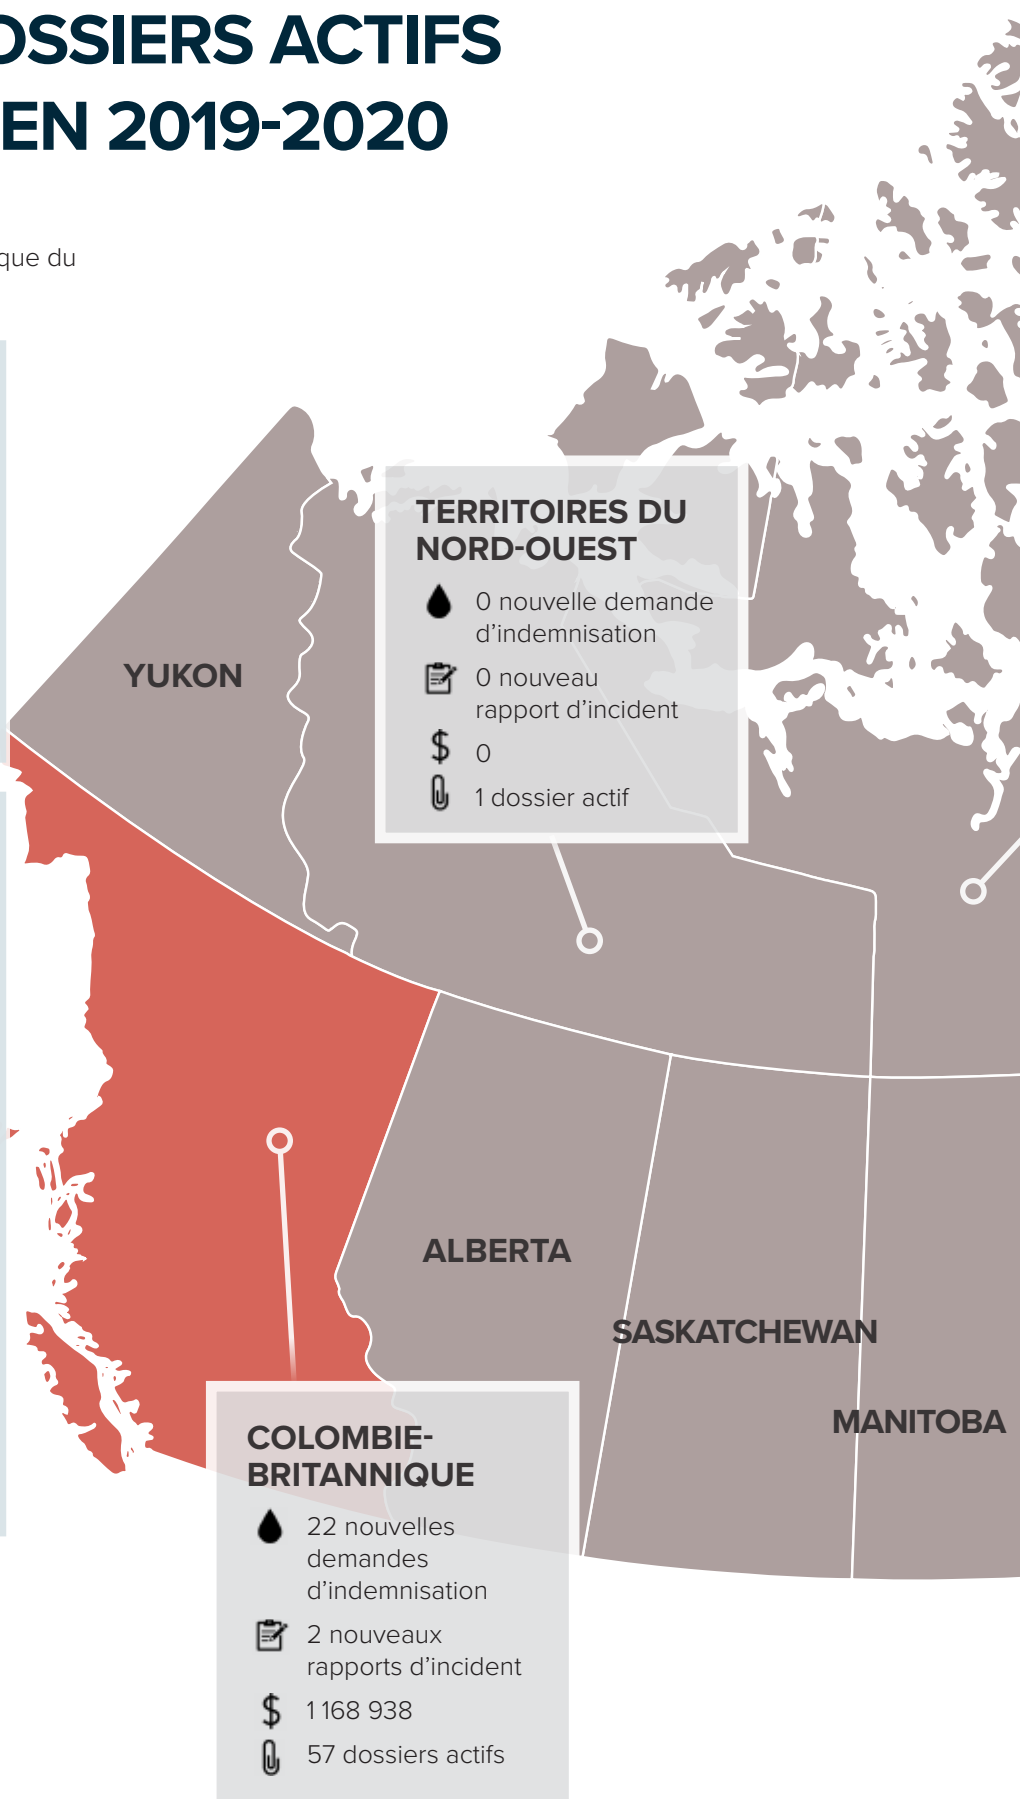 OSSIERS ACTIFS
EN 2019-2020
que du
TERRITOIRES DU
NORD-OUEST
0 nouvelle demande
d’indemnisation
0 nouveau
rapport d’incident
$ 0
1 dossier actif
YUKON
ALBERTA
SASKATCHEWAN
MANITOBA
COLOMBIE-
BRITANNIQUE
22 nouvelles
demandes
d’indemnisation
2 nouveaux
rapports d’incident
$ 1 168 938
57 dossiers actifs